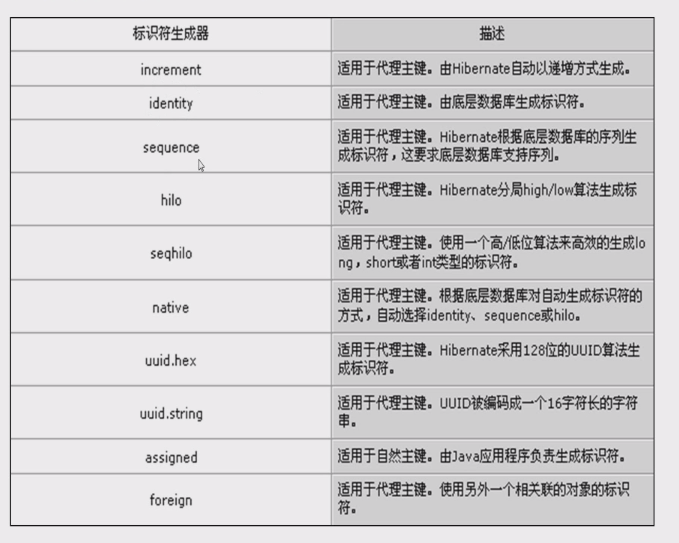 标识符生成器
描述
increment
适用于代理主键。由Hibernate自动以递增方式生成。
identity
适用于代理主键。由底层数据库生成标识符。
sequence
适用于代理主键。Hibernate根据底层数据库的序列生
成标识符，这要求底层数据库支持序列。
hilo
适用于代理主键。Hibernate分局high/low算法生成标
识符。
seqhilo
适用于代理主键。使用一个高/低位算法来高效的生成lo
ng，short或者int类型的标识符。
native
适用于代理主键。根据底层数据库对自动生成标识符的
方式，自动选择identity、sequence或hilo。
uuid.hex
适用于代理主键。Hibernate采用128位的UUID算法生
成标识符。
uuid.string
适用于代理主键。UUID被编码成一个16字符长的字符
串。
assigned
适用于自然主键。由Java应用程序负责生成标识符。
foreign
适用于代理主键。使用另外一个相关联的对象的标识
符。